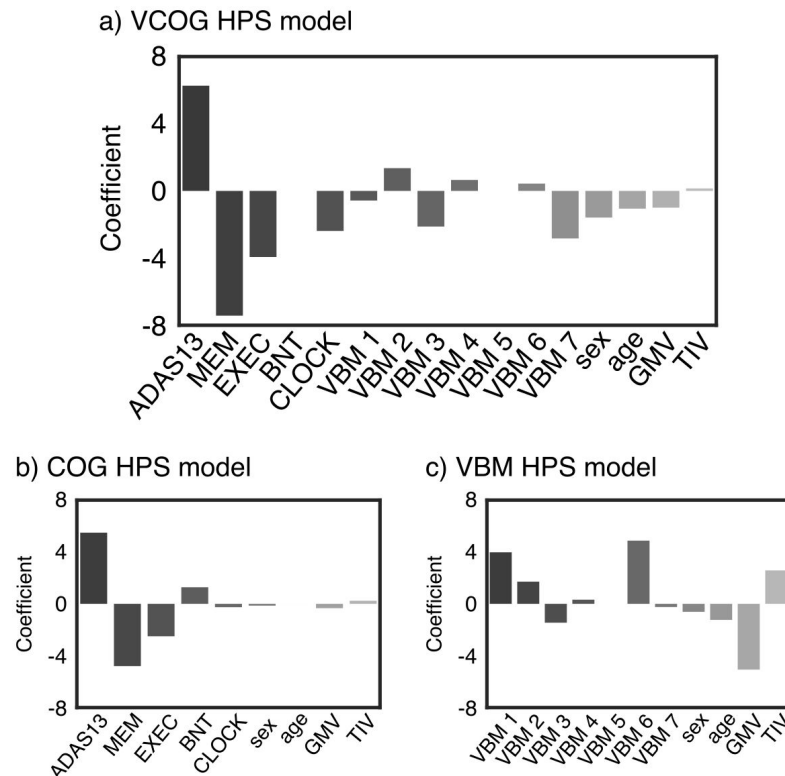 a) VCOG HPS model
8
4
0
-4
-8
Coefficient
ADAS13
MEM
EXEC
BNT
CLOCK
VBM 1
VBM 2
VBM 3
VBM 4
VBM 5
VBM 6
VBM 7
sex
age
GMV
TIV
b) COG HPS model
8
4
0
-4
-8
Coefficient
ADAS13
MEM
EXEC
BNT
CLOCK
sex
age
GMV
TIV
c) VBM HPS model
8
4
0
-4
-8
Coefficient
VBM 1
VBM 2
VBM 3
VBM 4
VBM 5
VBM 6
VBM 7
sex
age
GMV
TIV